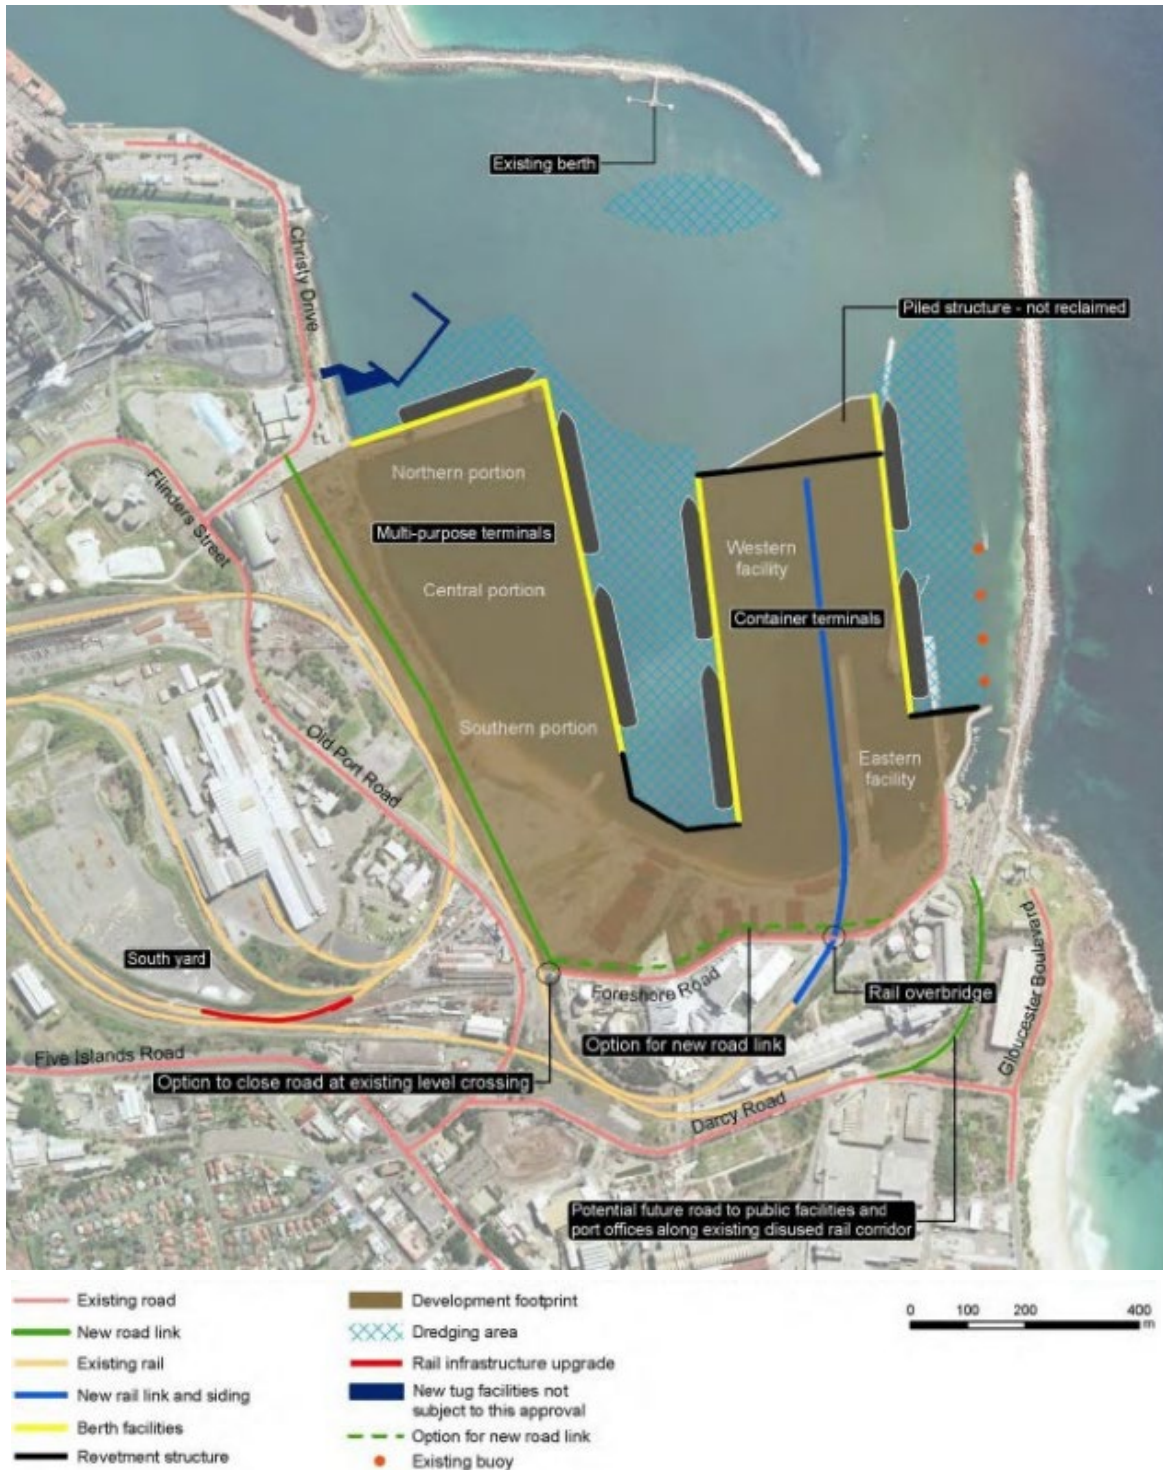 Existing berth
Christy Drive
Piled structure - not reclaimed
Northern portion
Flinders Street
Multi-purpose terminals
Western
facility
Central portion
Container terminals
Southern portion
Old Port Road
Eastern
facility
South yard
Foreshore Road
Rail overbridge
Gloucester Boulevard
Option for new road link
Five Islands Road
Option to close road at existing level crossing
Darcy Road
Potential future road to public facilities and
port offices along existing disused rail corridor
Existing road
New road link
Existing rail
New rail link and siding
Berth facilities
Revetment structure
Development footprint
Dredging area
Rail infrastructure upgrade
New tug facilities not
subject to this approval
Option for new road link
Existing buoy
0 100 200 400
m